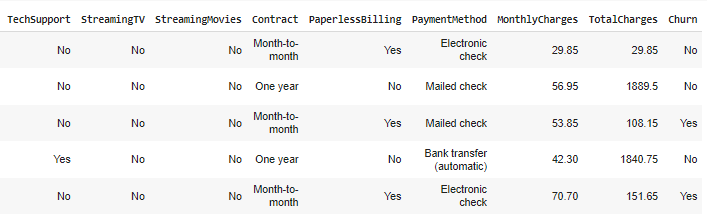 TechSupport StreamingTV StreamingMovies Contract PaperlessBilling PaymentMethod MonthlyCharges TotalCharges Churn
No No No Month-to-month Yes Electronic check 29.85 29.85 No
No No No One year No Mailed check 56.95 1889.5 No
No No No Month-to-month Yes Mailed check 53.85 108.15 Yes
Yes No No One year No Bank transfer (automatic) 42.30 1840.75 No
No No No Month-to-month Yes Electronic check 70.70 151.65 Yes